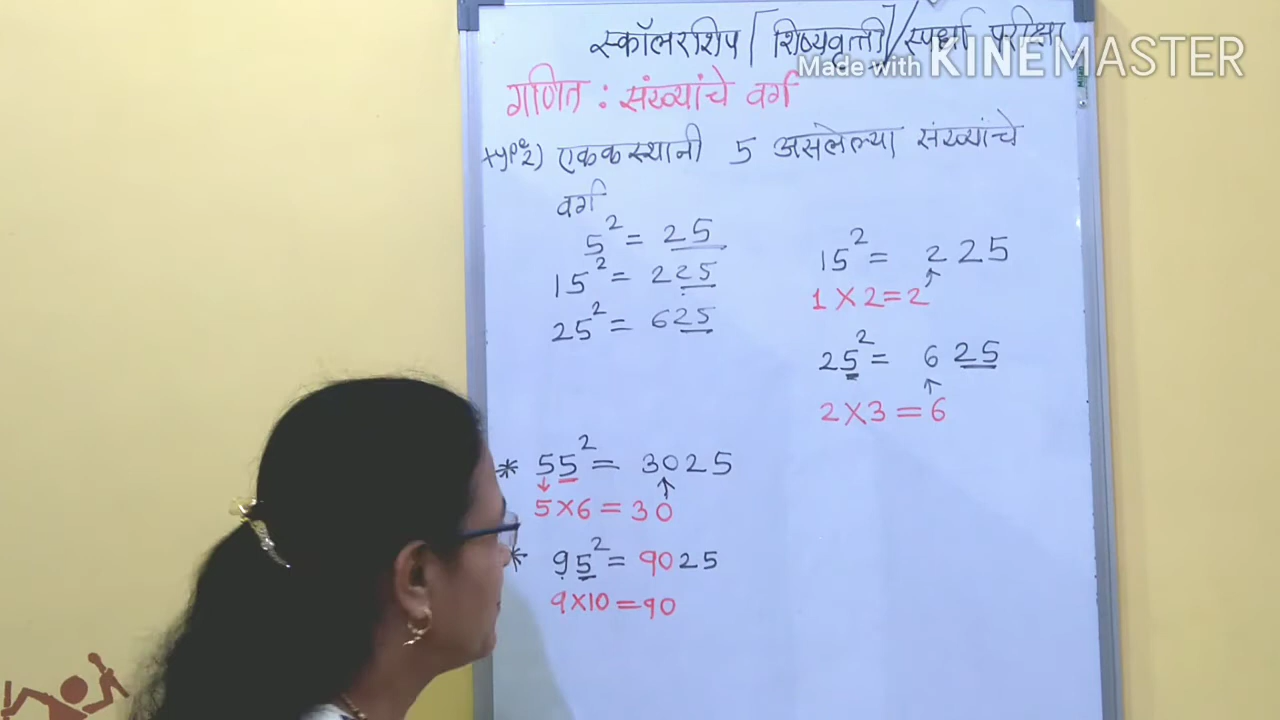 स्कॉलरशिप [शिष्यवृत्ती]/स्पर्धा परीक्षा
Made with KINEMASTER
गणित : संख्यांचे वर्ग
type 2) एककस्थानी 5 असलेल्या संख्यांचे
वर्ग
5² = 25
15² = 225
25² = 625
15² = 225
1 X 2 = 2
25² = 6 25
2 X 3 = 6
* 55² = 3025
5 X 6 = 30
* 95² = 9025
9 X 10 = 90